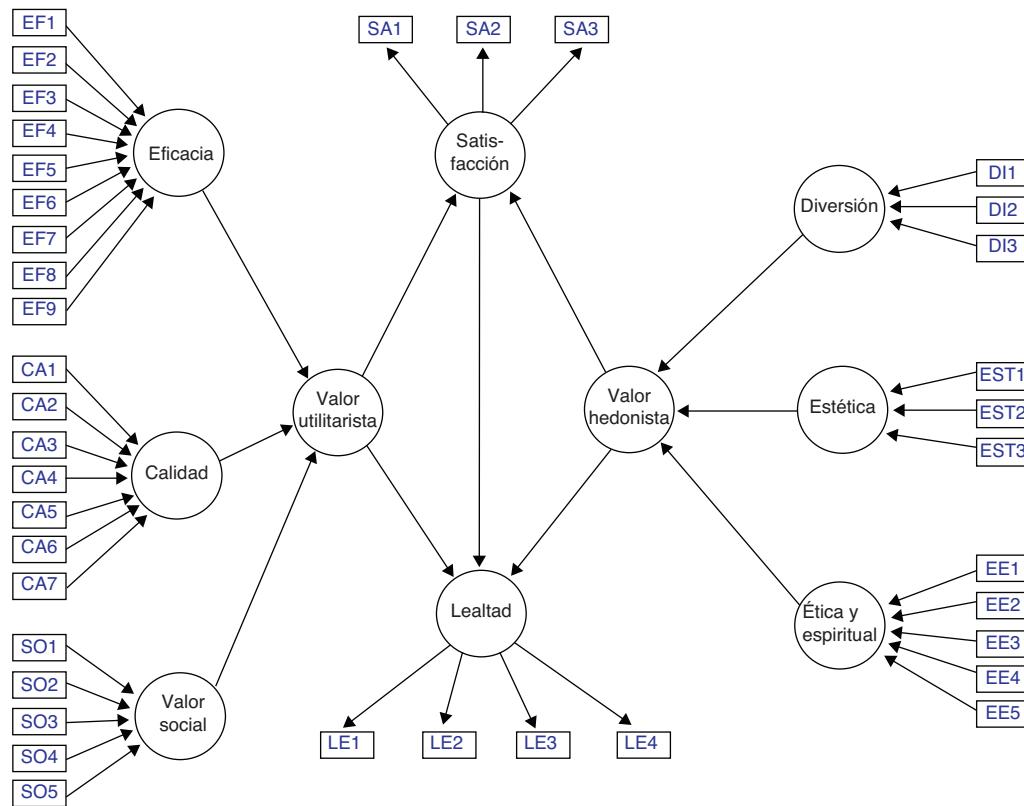 EF1
EF2
EF3
EF4
EF5
EF6
EF7
EF8
EF9
Eficacia
CA1
CA2
CA3
CA4
CA5
CA6
CA7
Calidad
SO1
SO2
SO3
SO4
SO5
Valor
social
Valor
utilitarista
SA1
SA2
SA3
Satis-
facción
Lealtad
LE1
LE2
LE3
LE4
Valor
hedonista
Diversión
DI1
DI2
DI3
Estética
EST1
EST2
EST3
Ética y
espiritual
EE1
EE2
EE3
EE4
EE5